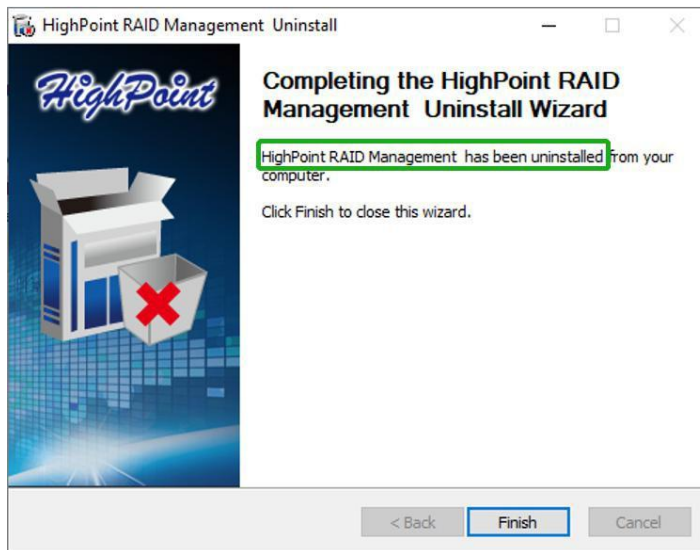 HighPoint RAID Management  Uninstall
HighPoint
Completing the HighPoint RAID
Management  Uninstall Wizard
HighPoint RAID Management  has been uninstalled from your
computer.
Click Finish to close this wizard.
< Back
Finish
Cancel